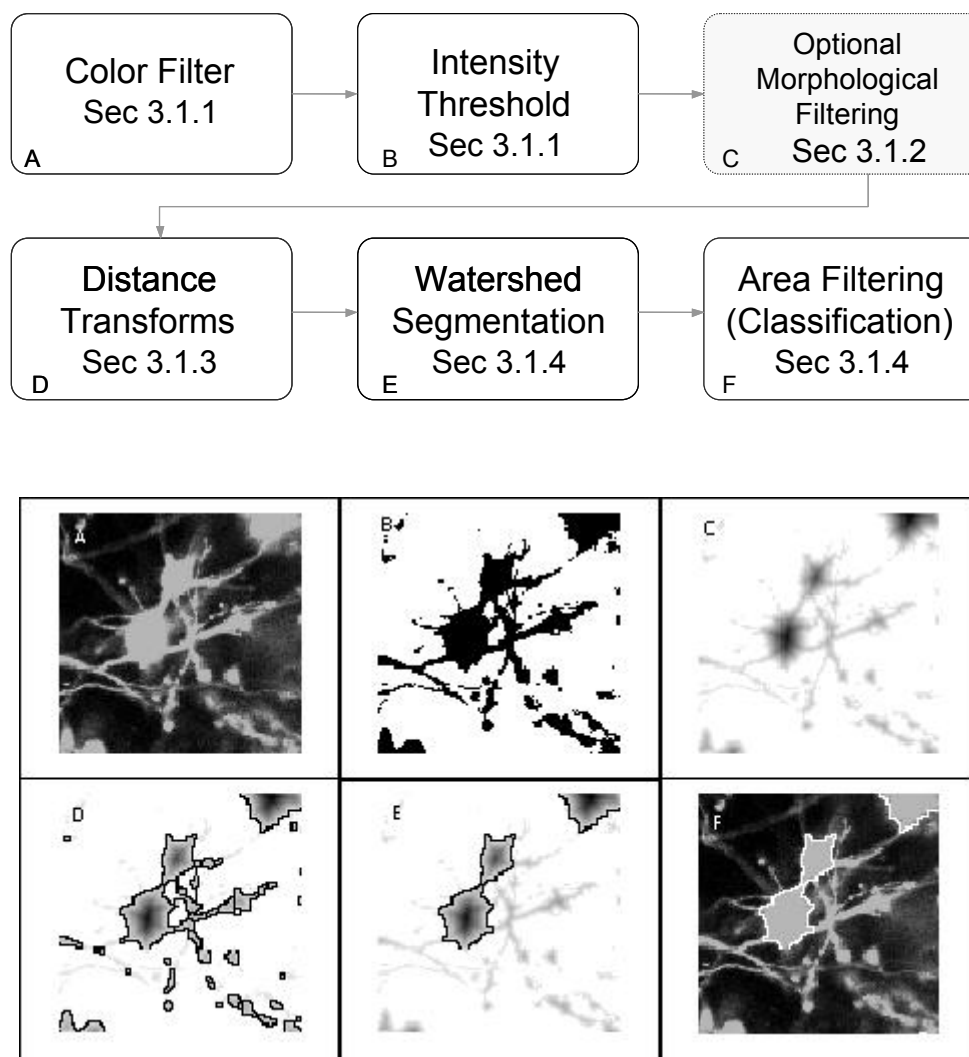 Color Filter
Sec 3.1.1
A
Intensity
Threshold
Sec 3.1.1
B
Optional
Morphological
Filtering
Sec 3.1.2
C
Distance
Transforms
Sec 3.1.3
D
Watershed
Segmentation
Sec 3.1.4
E
Area Filtering
(Classification)
Sec 3.1.4
F
A
B
C
D
E
F